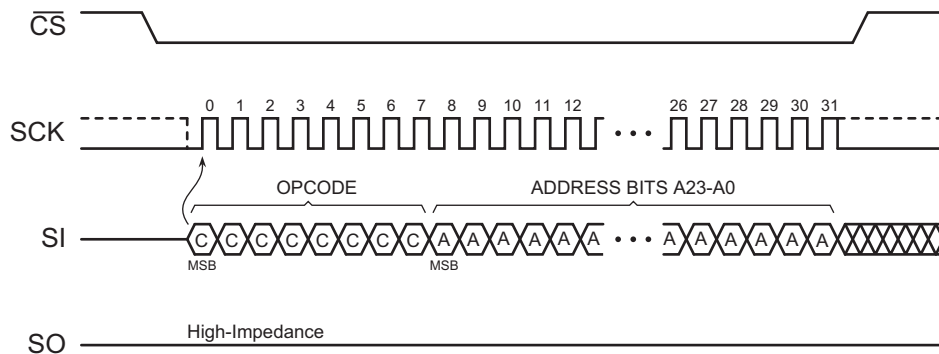 CS
0 1 2 3 4 5 6 7 8 9 10 11 12 26 27 28 29 30 31
SCK
OPCODE ADDRESS BITS A23-A0
SI C C C C C C C C A A A A A A A A A A A A
MSB MSB
High-Impedance
SO